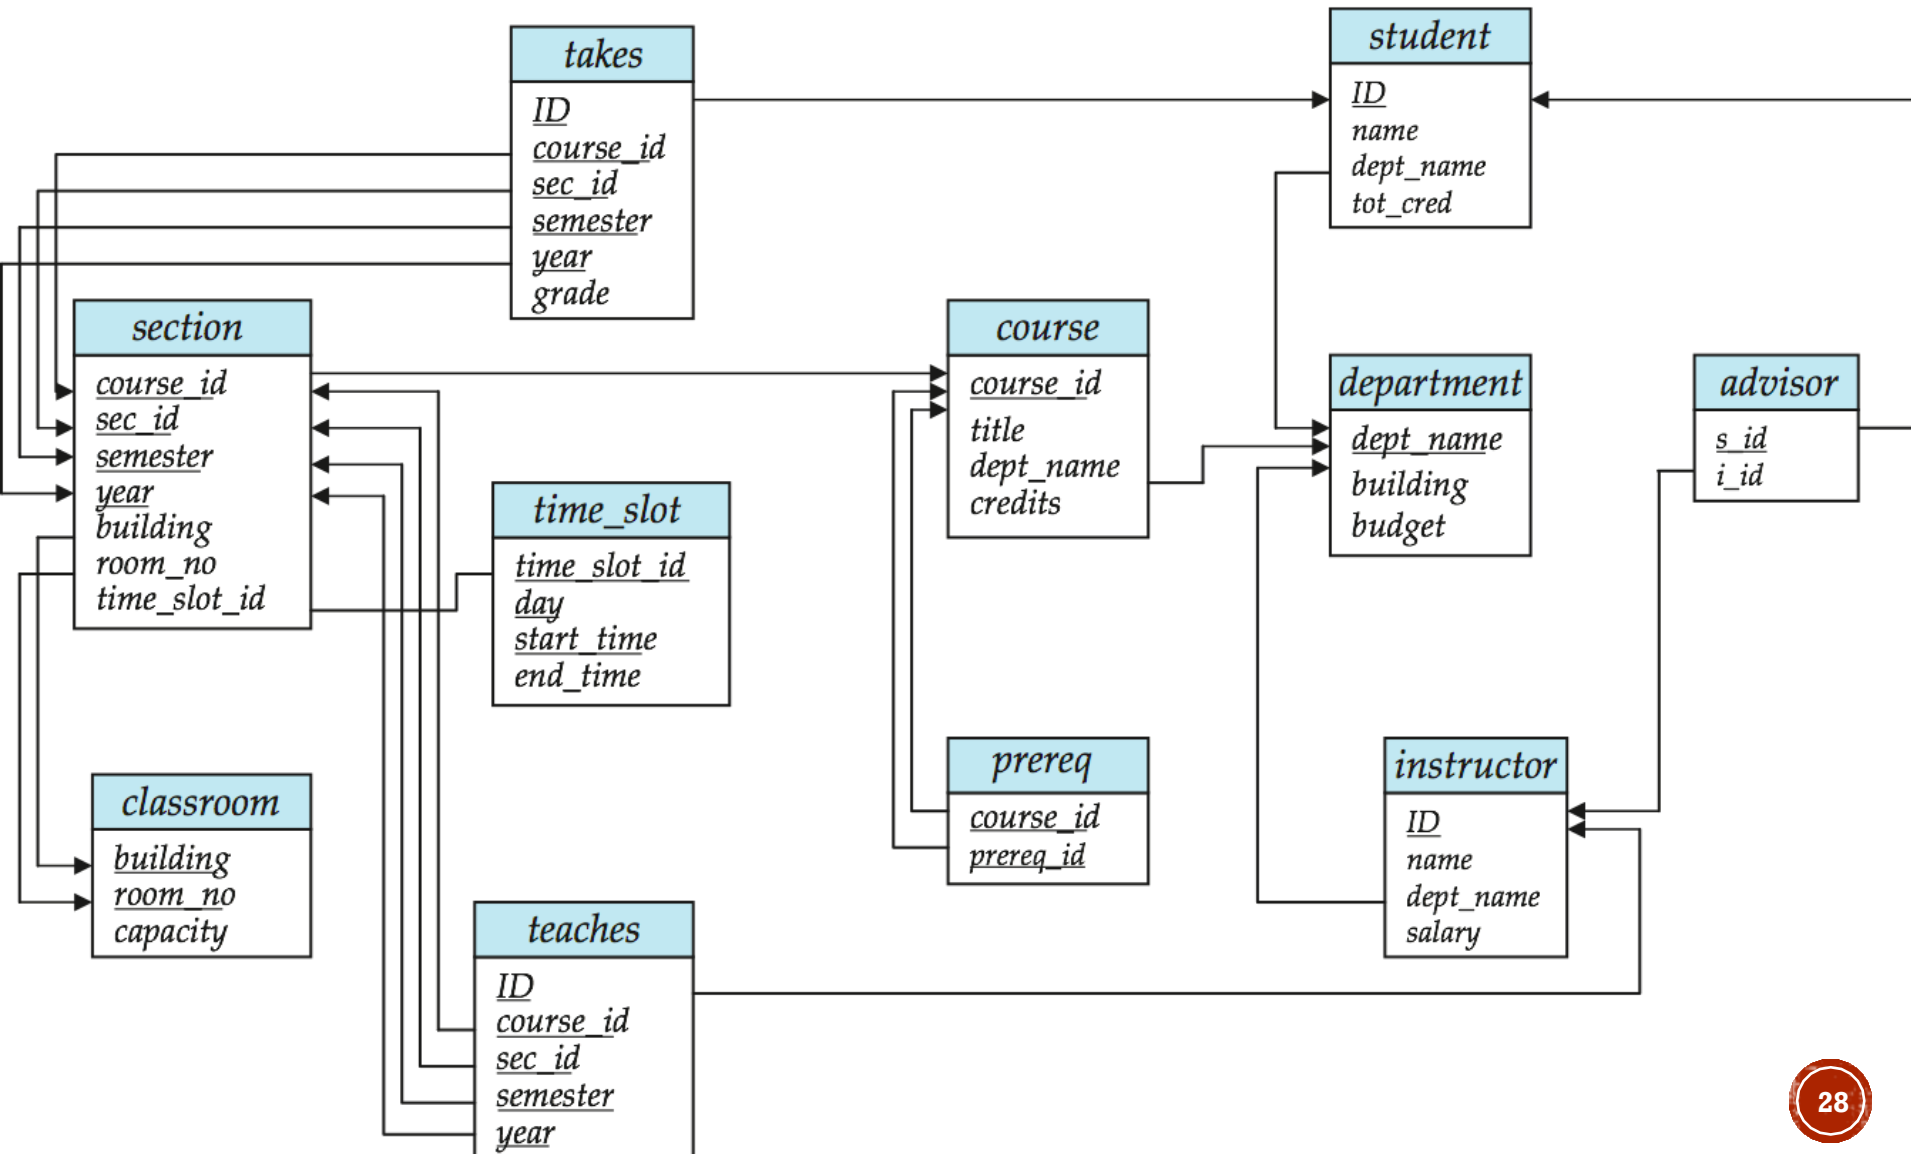 takes
ID
course_id
sec_id
semester
year
grade
student
ID
name
dept_name
tot_cred
section
course_id
sec_id
semester
year
building
room_no
time_slot_id
course
course_id
title
dept_name
credits
department
dept_name
building
budget
advisor
s_id
i_id
time_slot
time_slot_id
day
start_time
end_time
prereq
course_id
prereq_id
instructor
ID
name
dept_name
salary
classroom
building
room_no
capacity
teaches
ID
course_id
sec_id
semester
year
28